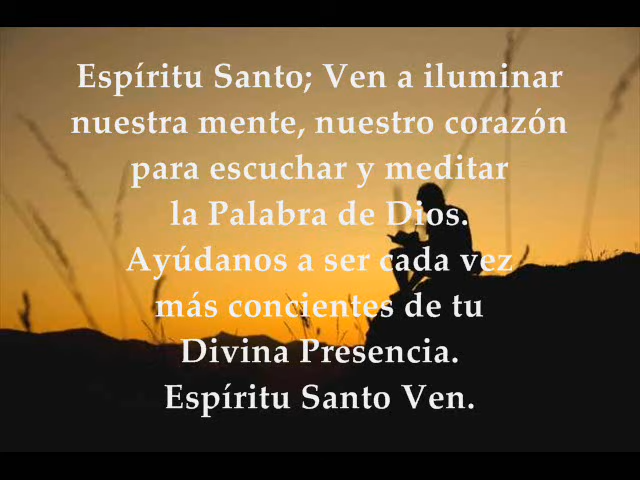 Espíritu Santo; Ven a iluminar
nuestra mente, nuestro corazón
para escuchar y meditar
la Palabra de Dios.
Ayúdanos a ser cada vez
más concientes de tu
Divina Presencia.
Espíritu Santo Ven.